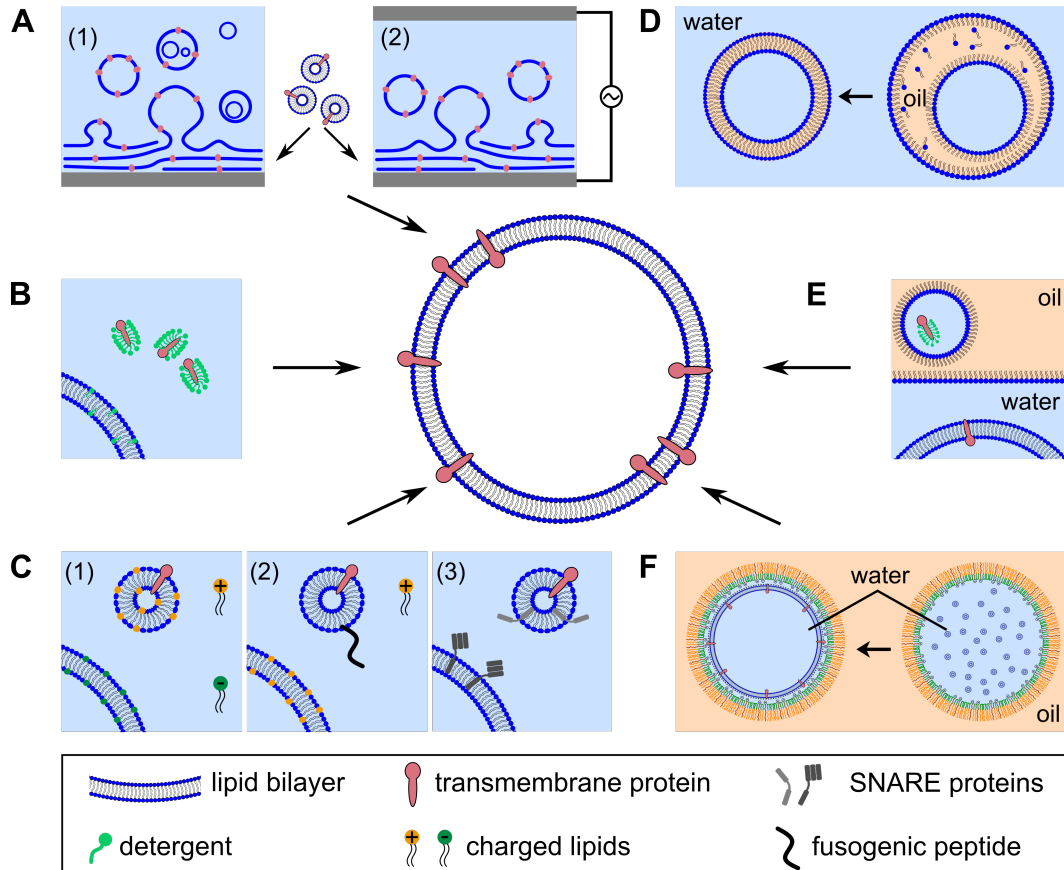 A
(1)
(2)
D
water
oil
B
E
oil
water
C
(1)
(2)
(3)
+
-
+
F
water
oil
lipid bilayer
transmembrane protein
SNARE proteins
detergent
+ -
charged lipids
fusogenic peptide